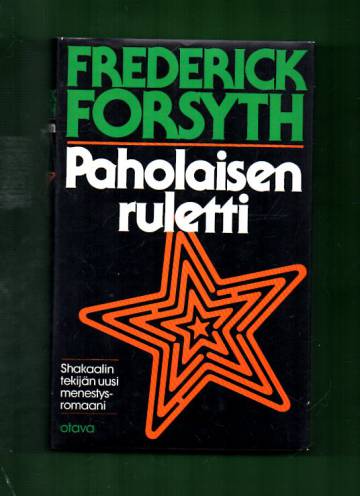 FREDERICK
FORSYTH
Paholaisen
ruletti
Shakaalin
tekijän uusi
menestys-
romaani
otava